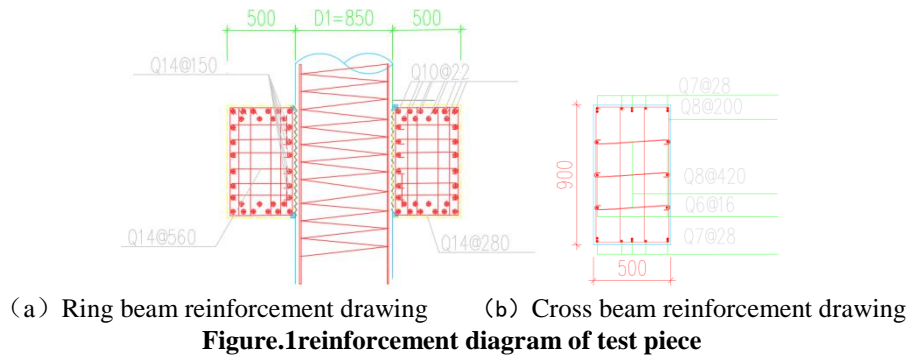 500 D1=850 500
Q14@150
Q10@22
Q14@560
Q14@280
Q7@28
Q8@200
900
Q8@420
Q6@16
Q7@28
500
（a）Ring beam reinforcement drawing （b）Cross beam reinforcement drawing
Figure.1reinforcement diagram of test piece